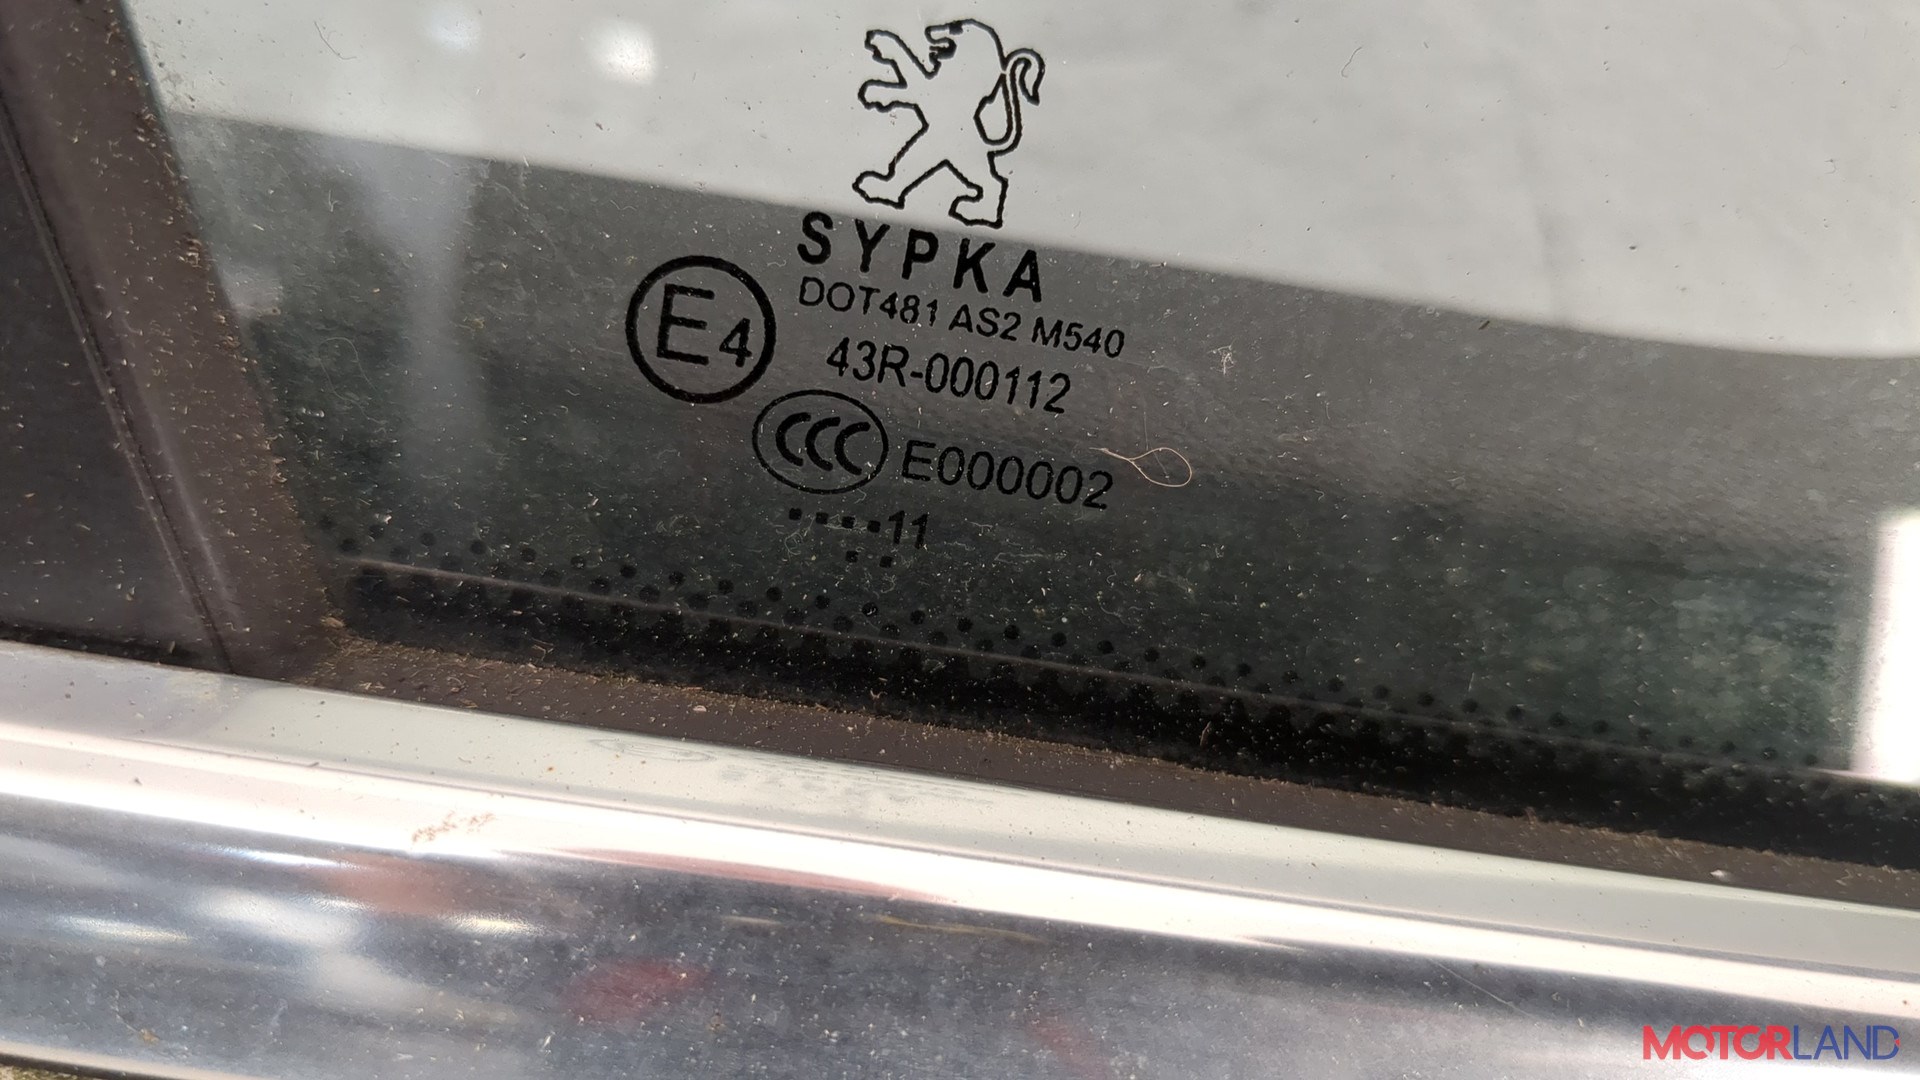 SYPKA
DOT481 AS2 M540
E4
43R-000112
CCC E000002
.....11
..
MOTORLAND